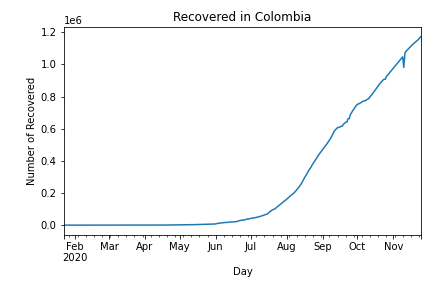 Recovered in Colombia
1e6
1.2
1.0
0.8
0.6
0.4
0.2
0.0
Number of Recovered
Feb Mar Apr May Jun Jul Aug Sep Oct Nov
2020
Day